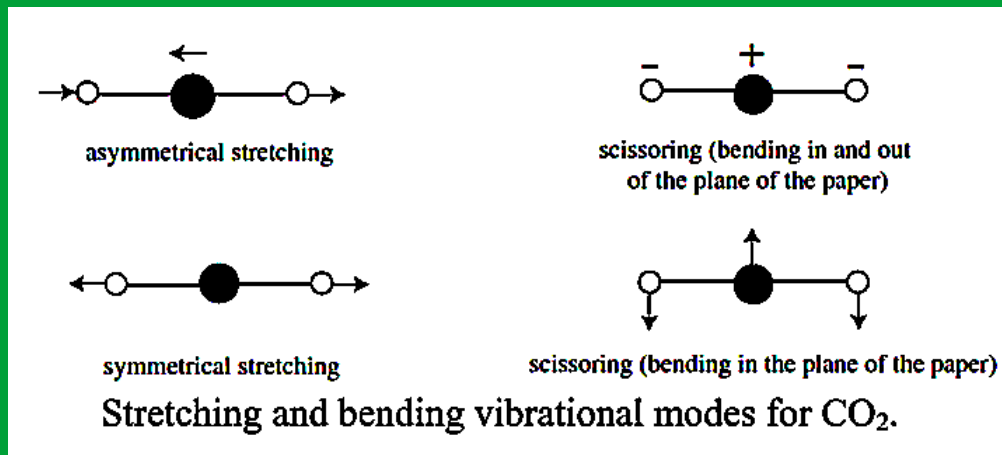 asymmetrical stretching
- + -
scissoring (bending in and out
of the plane of the paper)
symmetrical stretching
scissoring (bending in the plane of the paper)
Stretching and bending vibrational modes for CO₂.